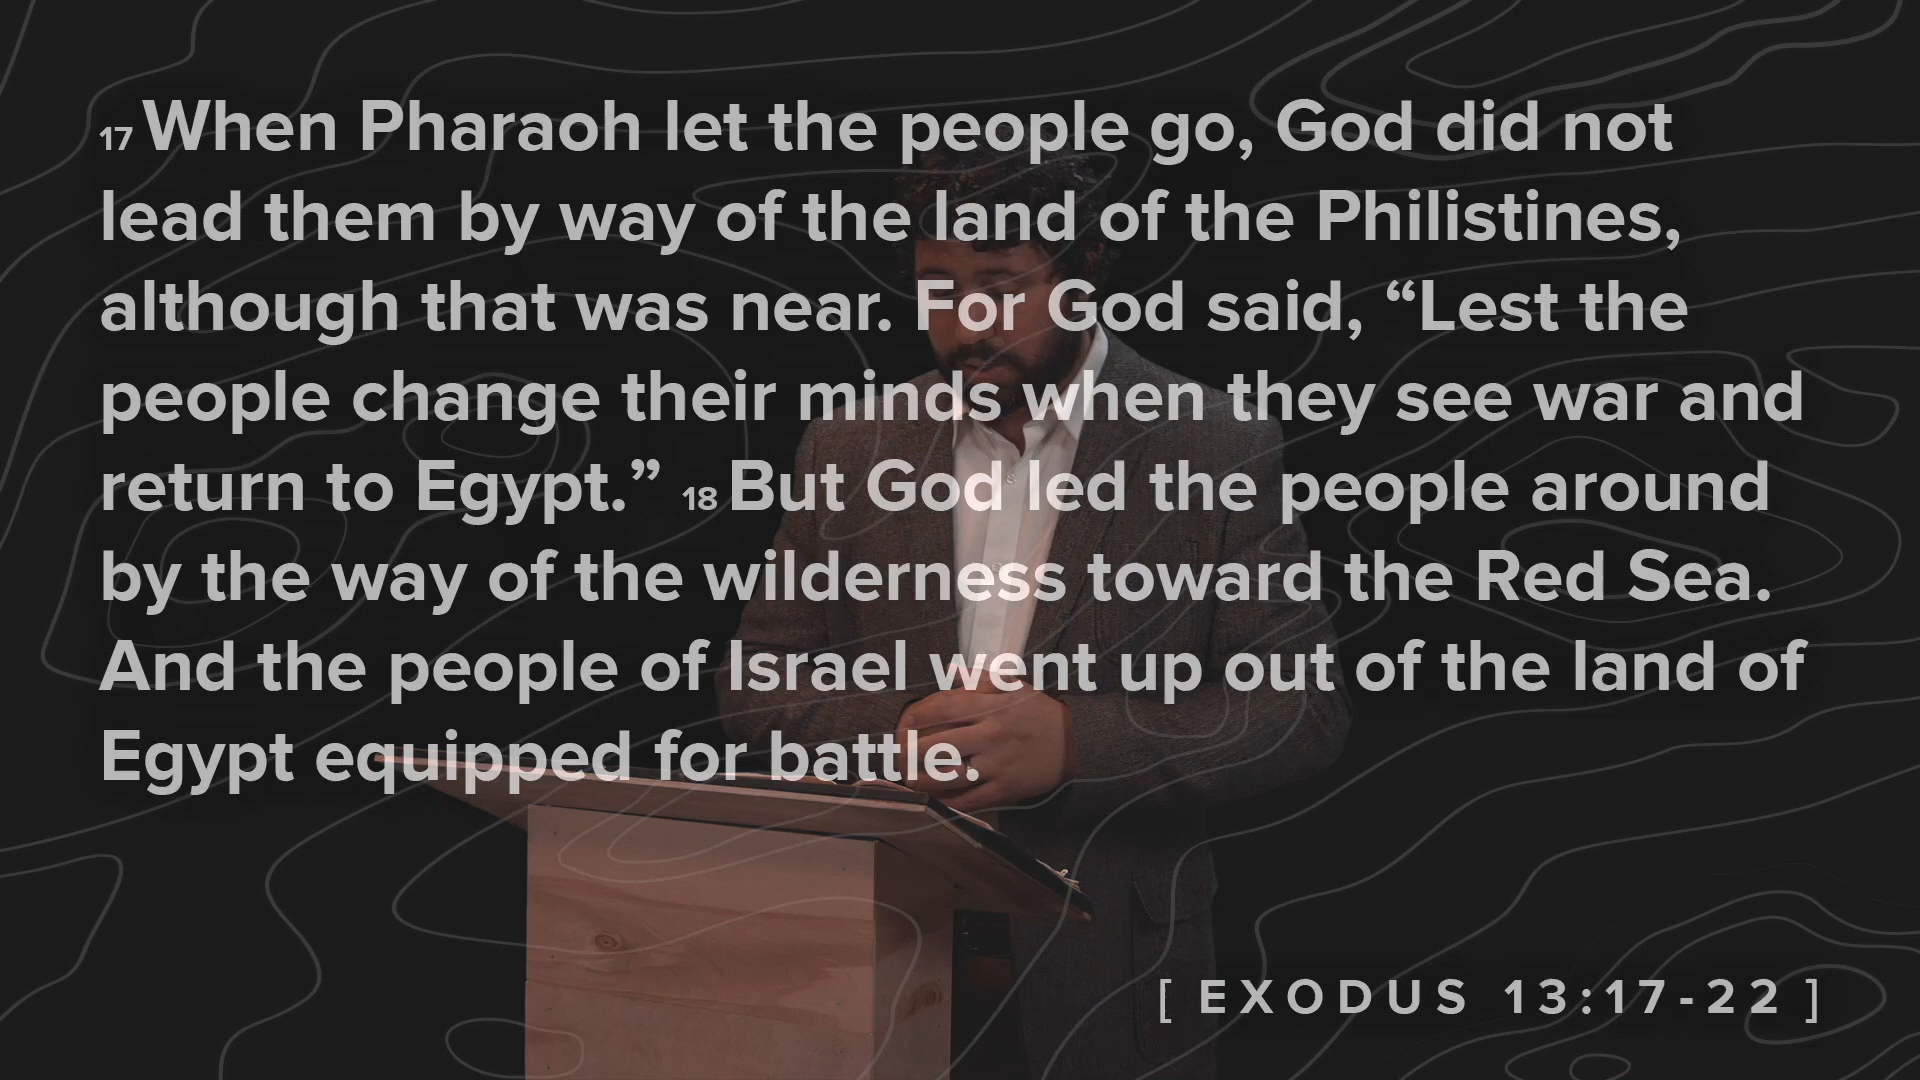 17 When Pharaoh let the people go, God did not
lead them by way of the land of the Philistines,
although that was near. For God said, “Lest the
people change their minds when they see war and
return to Egypt.” 18 But God led the people around
by the way of the wilderness toward the Red Sea.
And the people of Israel went up out of the land of
Egypt equipped for battle.
[ EXODUS 13:17-22 ]